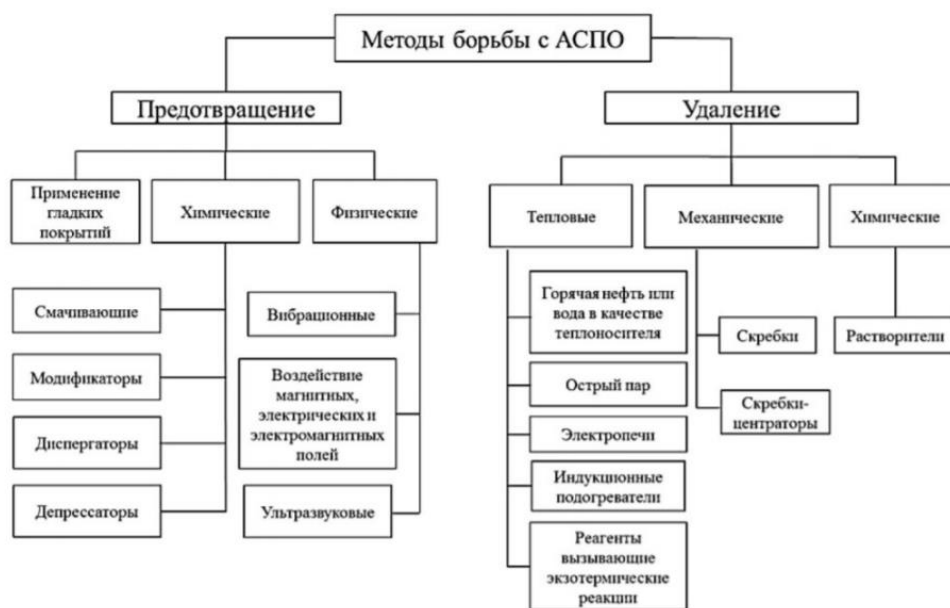 Методы борьбы с АСПО
Предотвращение
Удаление
Применение
гладких
покрытий
Химические
Физические
Тепловые
Механические
Химические
Смачивающие
Модификаторы
Диспергаторы
Депрессаторы
Вибрационные
Воздействие
магнитных,
электрических и
электромагнитных
полей
Ультразвуковые
Горячая нефть или
вода в качестве
теплоносителя
Острый пар
Электропечи
Индукционные
подогреватели
Реагенты
вызывающие
экзотермические
реакции
Скребки
Скребки-
центраторы
Растворители